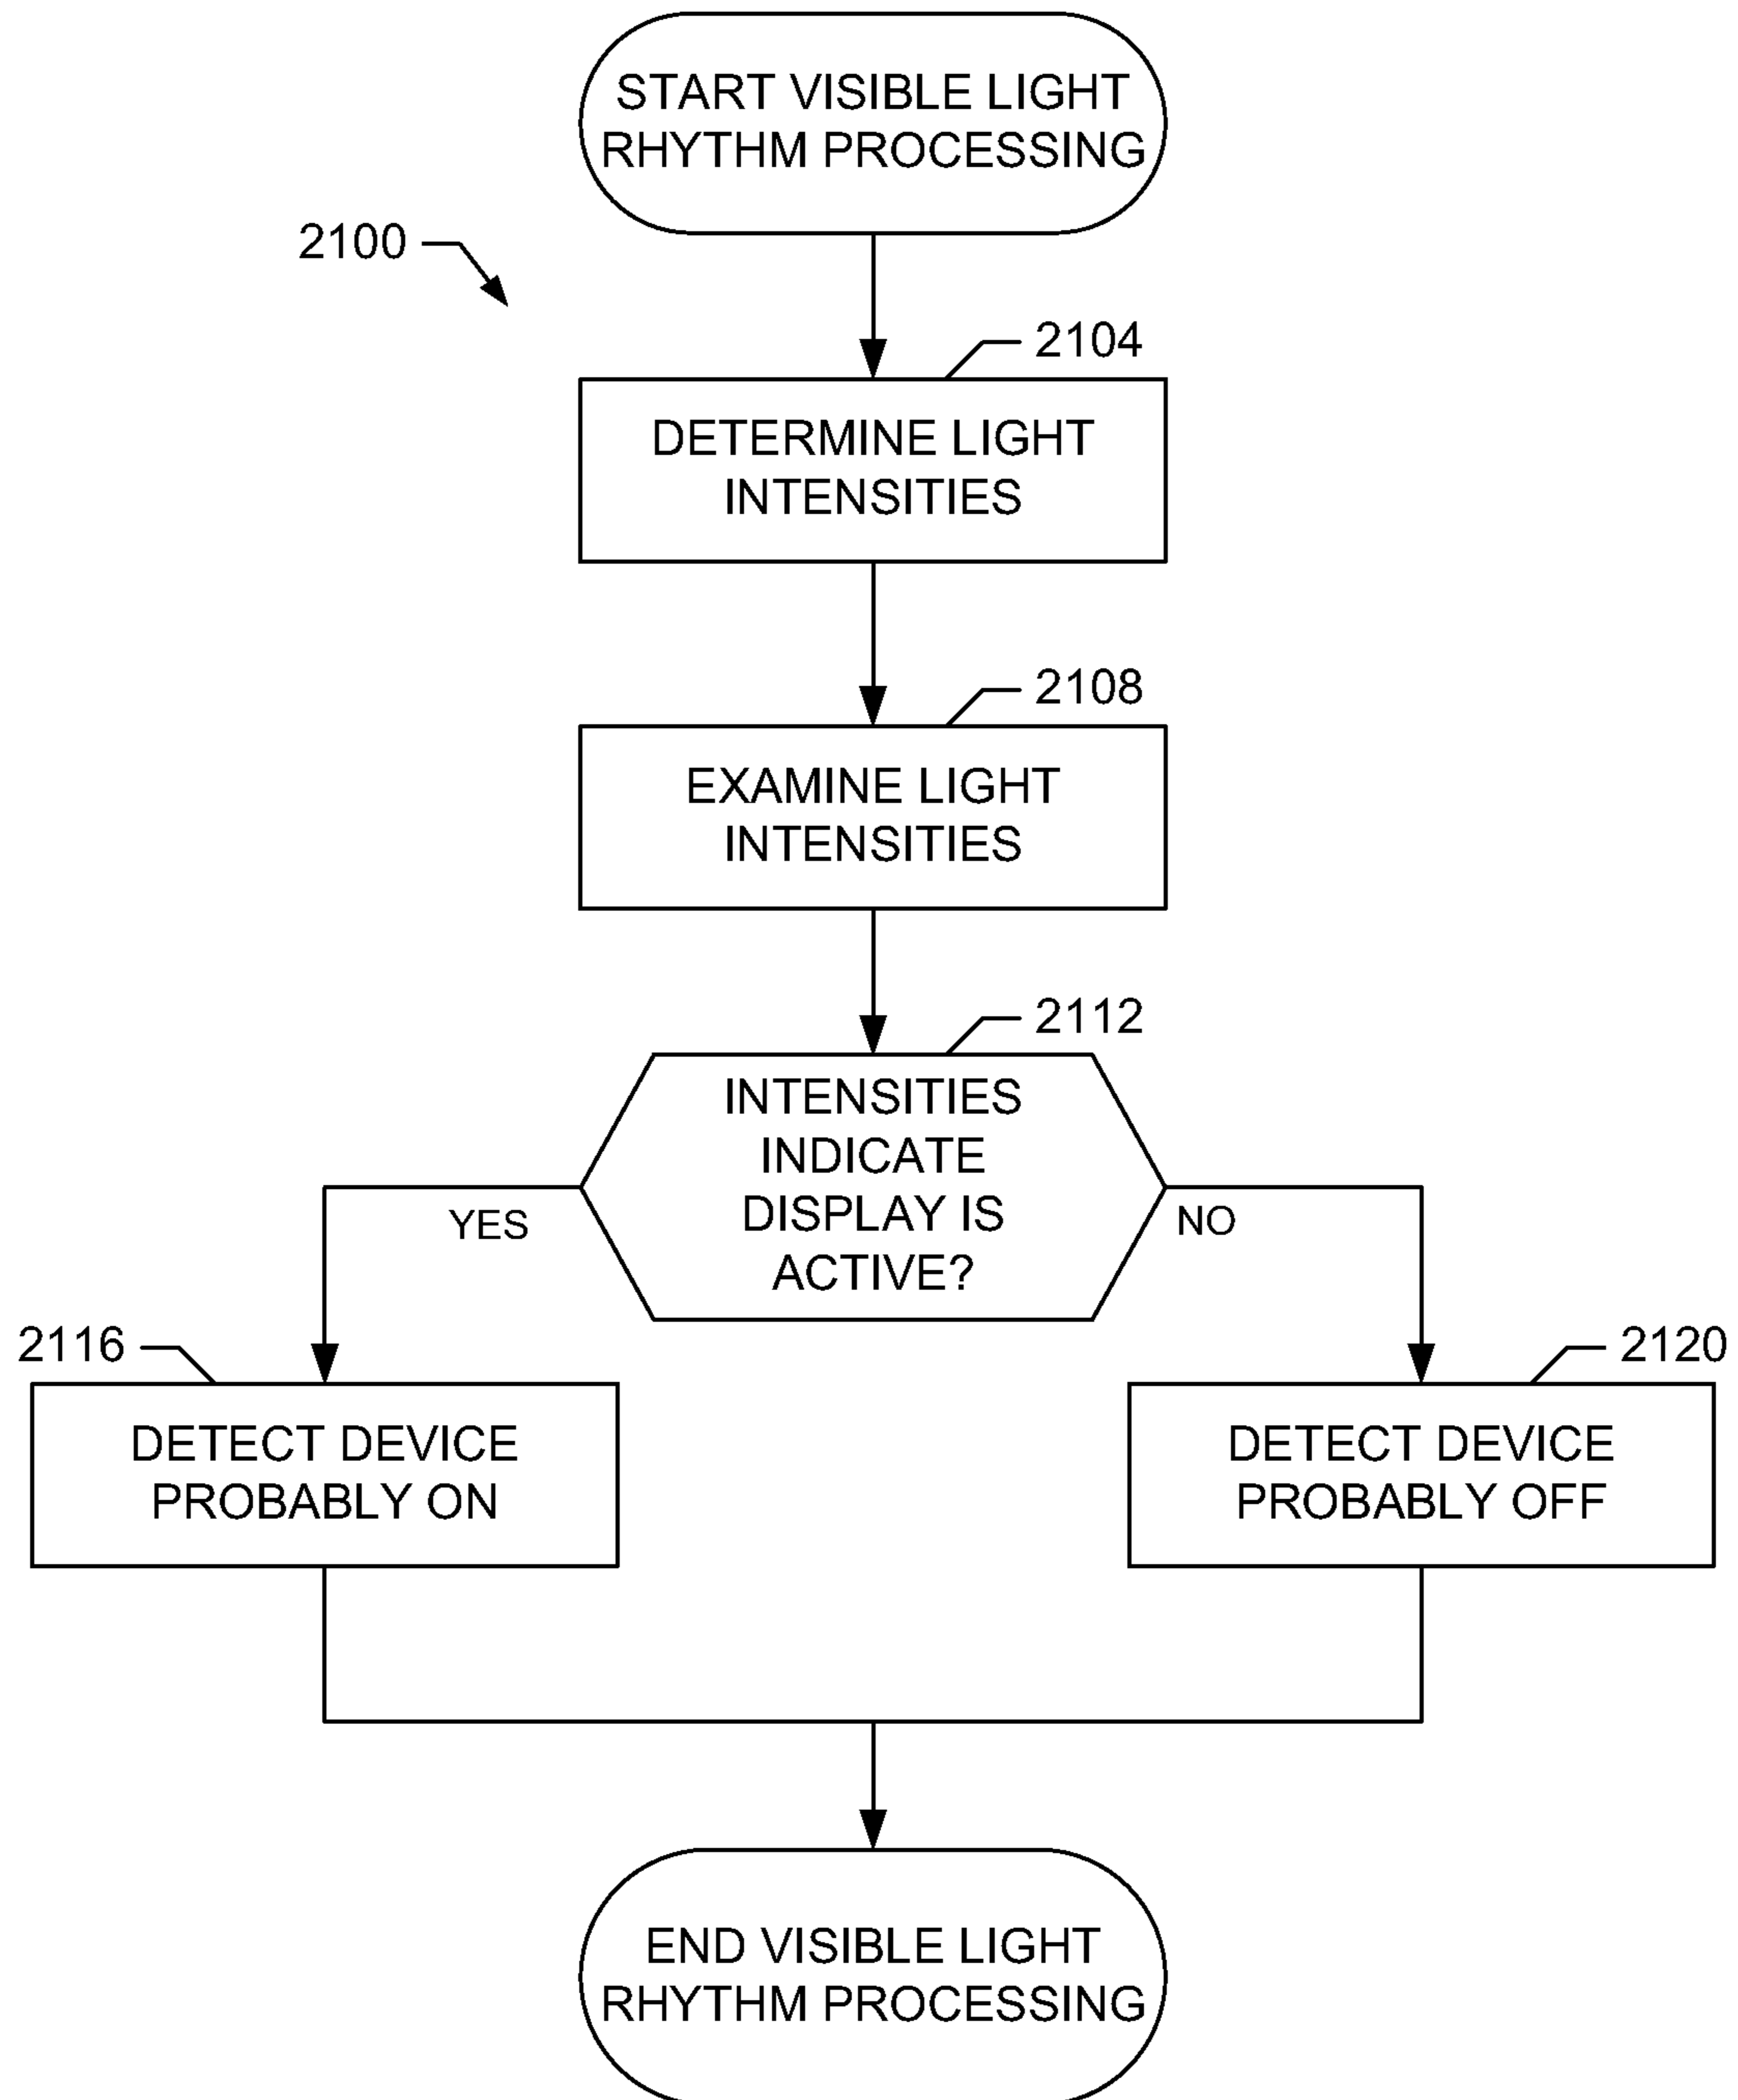 START VISIBLE LIGHT
RHYTHM PROCESSING
2100
2104
DETERMINE LIGHT
INTENSITIES
2108
EXAMINE LIGHT
INTENSITIES
2112
INTENSITIES
INDICATE
DISPLAY IS
ACTIVE?
YES
NO
2116
DETECT DEVICE
PROBABLY ON
2120
DETECT DEVICE
PROBABLY OFF
END VISIBLE LIGHT
RHYTHM PROCESSING